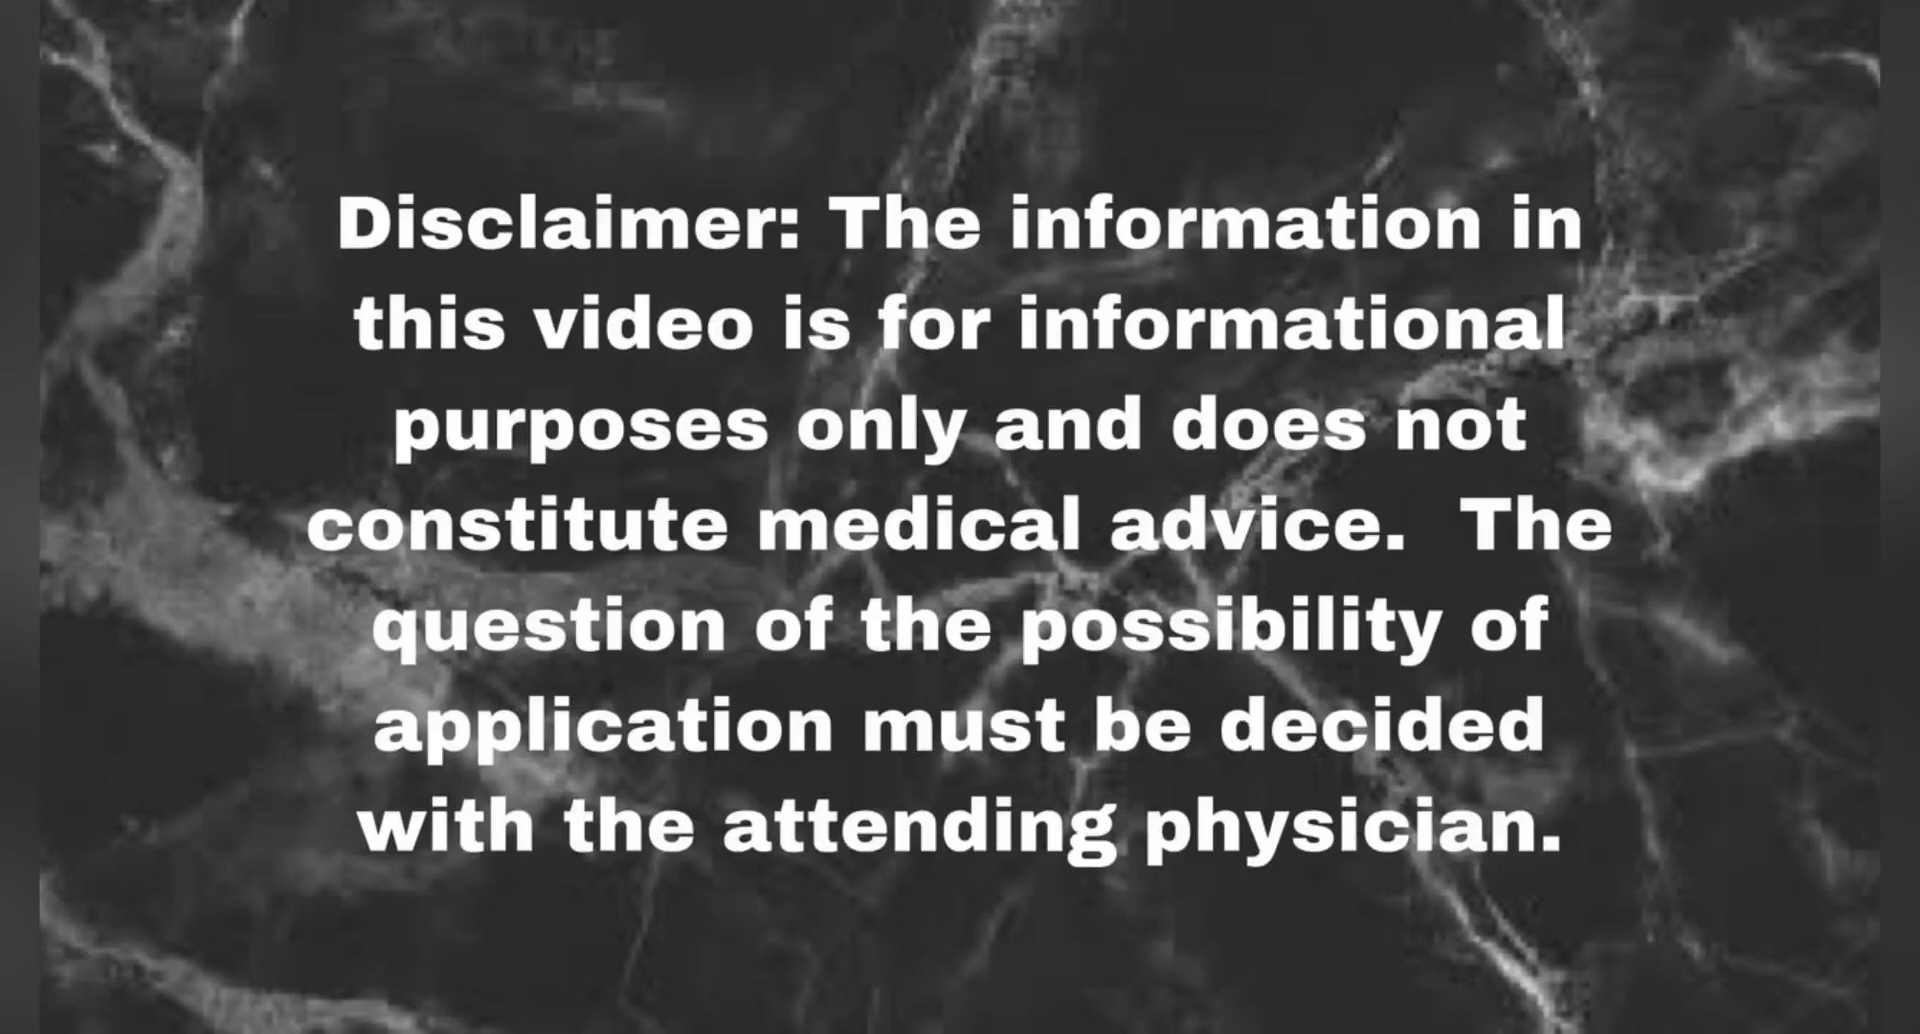 Disclaimer: The information in
this video is for informational
purposes only and does not
constitute medical advice.  The
question of the possibility of
application must be decided
with the attending physician.